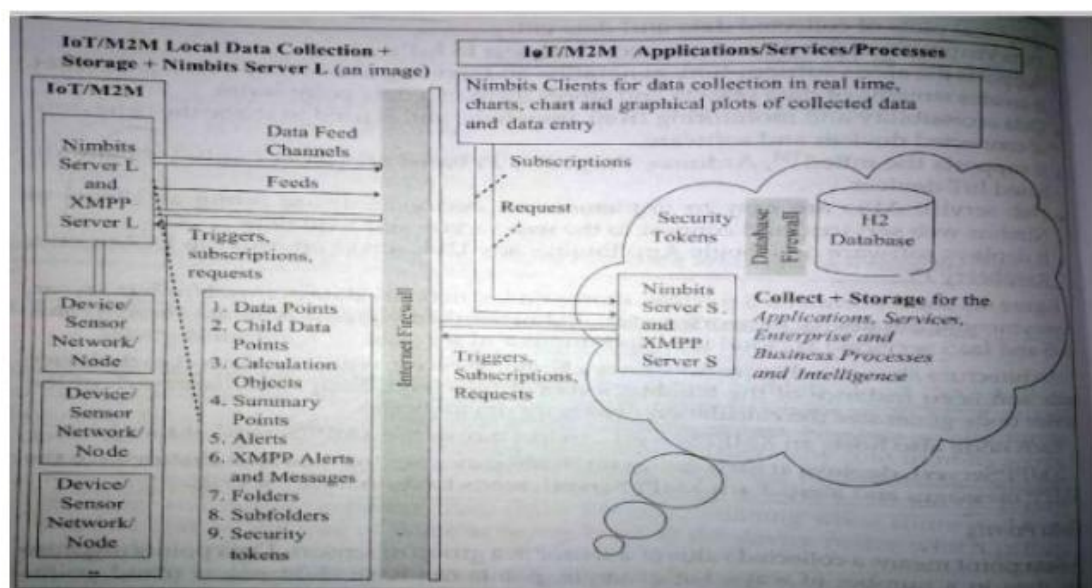 IoT/M2M Local Data Collection +
Storage + Nimbits Server L (an image)
IoT/M2M
Nimbits
Server L
and
XMPP
Server L
Data Feed
Channels
Feeds
Triggers,
subscriptions,
requests
Device/
Sensor
Network/
Node
Device/
Sensor
Network/
Node
Device/
Sensor
Network/
Node
1. Data Points
2. Child Data
Points
3. Calculation
Objects
4. Summary
Points
5. Alerts
6. XMPP Alerts
and Messages
7. Folders
8. Subfolders
9. Security
tokens
Internet Firewall
IoT/M2M Applications/Services/Processes
Nimbits Clients for data collection in real time,
charts, chart and graphical plots of collected data
and data entry
Subscriptions
Request
Security
Tokens
Database
Firewall
H2
Database
Nimbits
Server S
and
XMPP
Server S
Collect + Storage for the
Applications, Services,
Enterprise and
Business Processes
and Intelligence
Triggers,
Subscriptions,
Requests